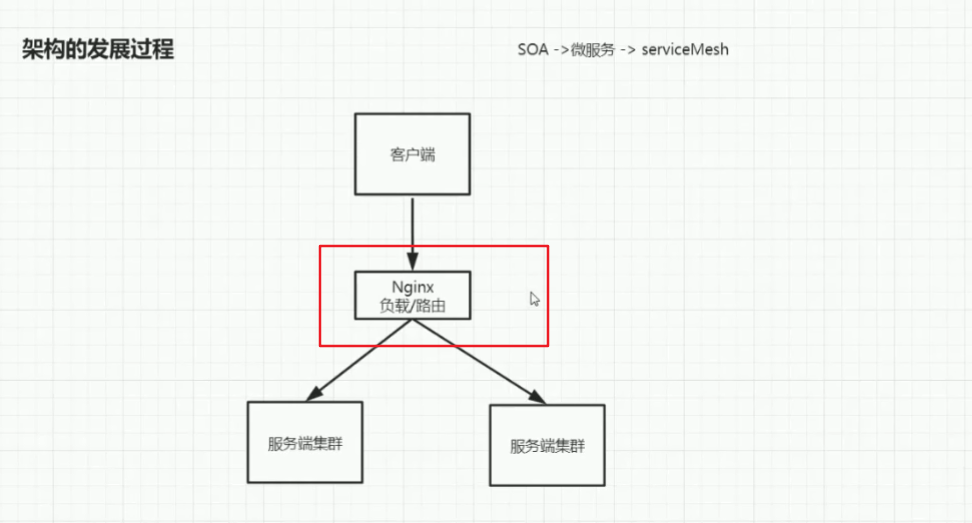 架构的发展过程
SOA ->微服务 -> serviceMesh
客户端
Nginx
负载/路由
服务端集群
服务端集群